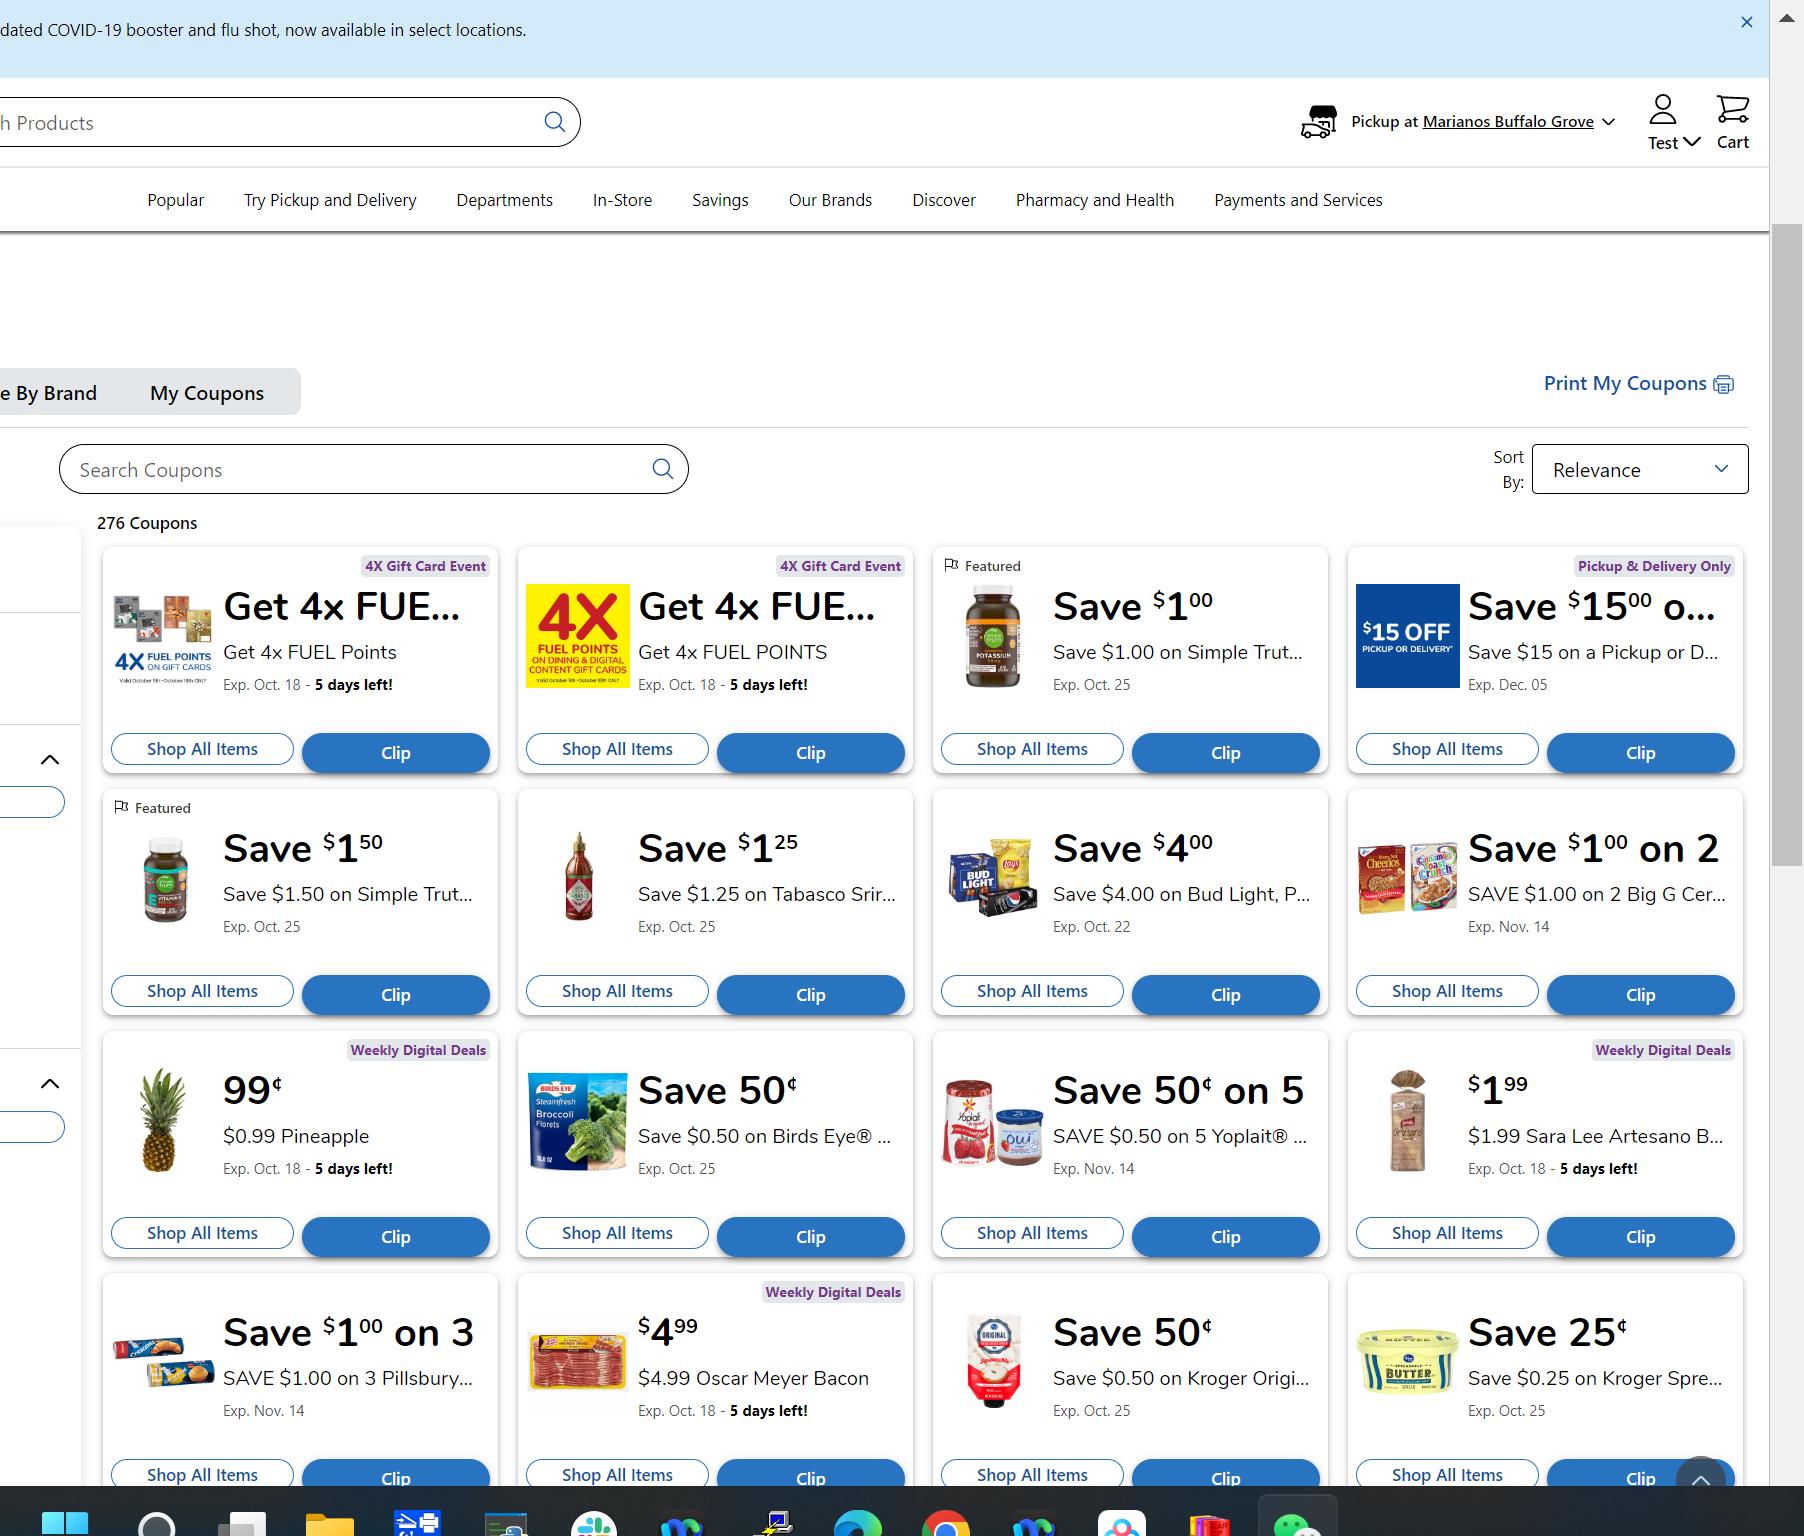 dated COVID-19 booster and flu shot, now available in select locations.
h Products
Pickup at Marianos Buffalo Grove
Test
Cart
Popular
Try Pickup and Delivery
Departments
In-Store
Savings
Our Brands
Discover
Pharmacy and Health
Payments and Services
e By Brand
My Coupons
Print My Coupons
Search Coupons
Sort By:
Relevance
276 Coupons
4X Gift Card Event
Get 4x FUE...
Get 4x FUEL Points
Exp. Oct. 18 - 5 days left!
4X FUEL POINTS ON GIFT CARDS
Shop All Items
Clip
4X Gift Card Event
4X
FUEL POINTS
ON DINING & DIGITAL
CONTENT GIFT CARDS
Get 4x FUE...
Get 4x FUEL POINTS
Exp. Oct. 18 - 5 days left!
Shop All Items
Clip
Featured
POTASSIUM
Save $1.00
Save $1.00 on Simple Trut...
Exp. Oct. 25
Shop All Items
Clip
Pickup & Delivery Only
$15 OFF
PICKUP OR DELIVERY*
Save $15.00 o...
Save $15 on a Pickup or D...
Exp. Dec. 05
Shop All Items
Clip
Featured
Save $1.50
Save $1.50 on Simple Trut...
Exp. Oct. 25
Shop All Items
Clip
Save $1.25
Save $1.25 on Tabasco Srir...
Exp. Oct. 25
Shop All Items
Clip
BUD LIGHT
Lay's
Save $4.00
Save $4.00 on Bud Light, P...
Exp. Oct. 22
Shop All Items
Clip
Cheerios
Cinnamon Toast Crunch
Save $1.00 on 2
SAVE $1.00 on 2 Big G Cer...
Exp. Nov. 14
Shop All Items
Clip
Weekly Digital Deals
99¢
$0.99 Pineapple
Exp. Oct. 18 - 5 days left!
Shop All Items
Clip
BIRDS EYE
Steamfresh
Broccoli
Florets
Save 50¢
Save $0.50 on Birds Eye® ...
Exp. Oct. 25
Shop All Items
Clip
Yoplait
oui
Save 50¢ on 5
SAVE $0.50 on 5 Yoplait® ...
Exp. Nov. 14
Shop All Items
Clip
Weekly Digital Deals
$1.99
$1.99 Sara Lee Artesano B...
Exp. Oct. 18 - 5 days left!
Shop All Items
Clip
Save $1.00 on 3
SAVE $1.00 on 3 Pillsbury...
Exp. Nov. 14
Shop All Items
Clip
Weekly Digital Deals
$4.99
$4.99 Oscar Meyer Bacon
Exp. Oct. 18 - 5 days left!
Shop All Items
Clip
ORIGINAL
Save 50¢
Save $0.50 on Kroger Origi...
Exp. Oct. 25
Shop All Items
Clip
SPREADABLE
BUTTER
Save 25¢
Save $0.25 on Kroger Spre...
Exp. Oct. 25
Shop All Items
Clip